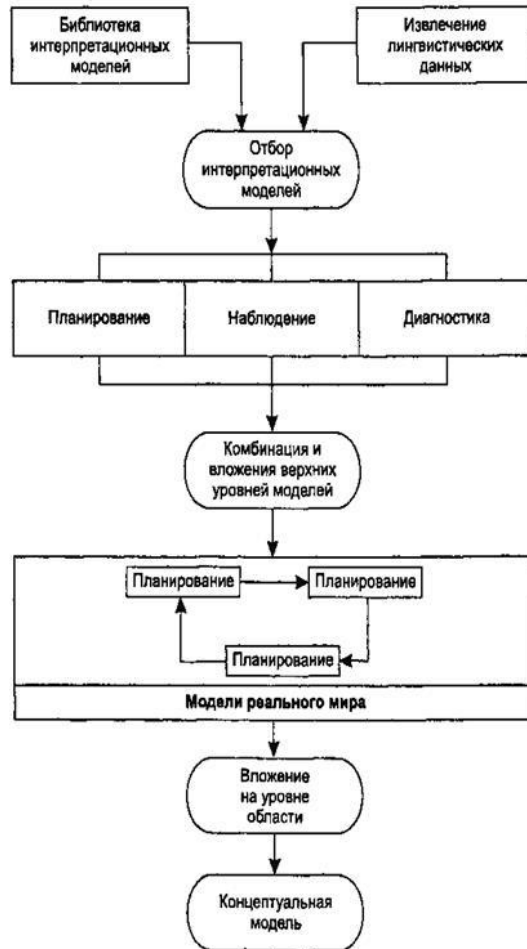 Библиотека
интерпретационных
моделей
Извлечение
лингвистических
данных
Отбор
интерпретационных
моделей
Планирование
Наблюдение
Диагностика
Комбинация и
вложения верхних
уровней моделей
Планирование
Планирование
Планирование
Модели реального мира
Вложение
на уровне
области
Концептуальная
модель